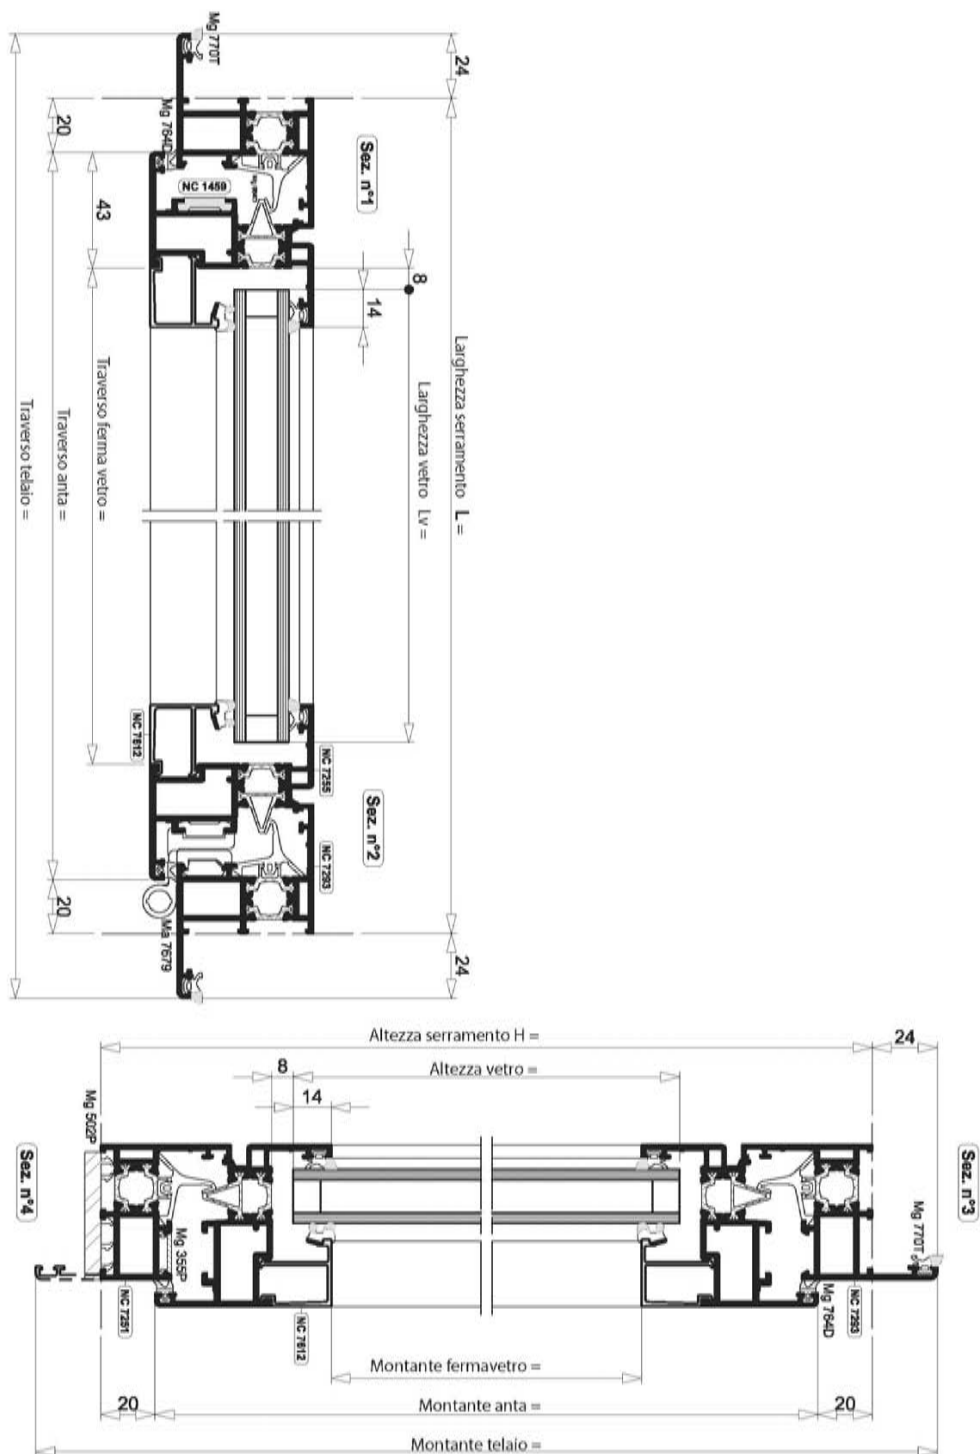 Mg 770T
24
20
Mg 764D
Sez. n°1
NC 1459
43
8
14
Larghezza serramento L =
Larghezza vetro Lv =
Traverso ferma vetro =
Traverso anta =
Traverso telaio =
NC 7612
NC 7255
Sez. n°2
NC 7293
20
Ma 7679
24
Altezza serramento H =
24
8
Altezza vetro =
14
Mg 502P
Sez. n°4
Sez. n°3
Mg 770T
Mg 355P
NC 7251
NC 7612
Mg 764D
NC 7293
Montante fermavetro =
20
Montante anta =
20
Montante telaio =